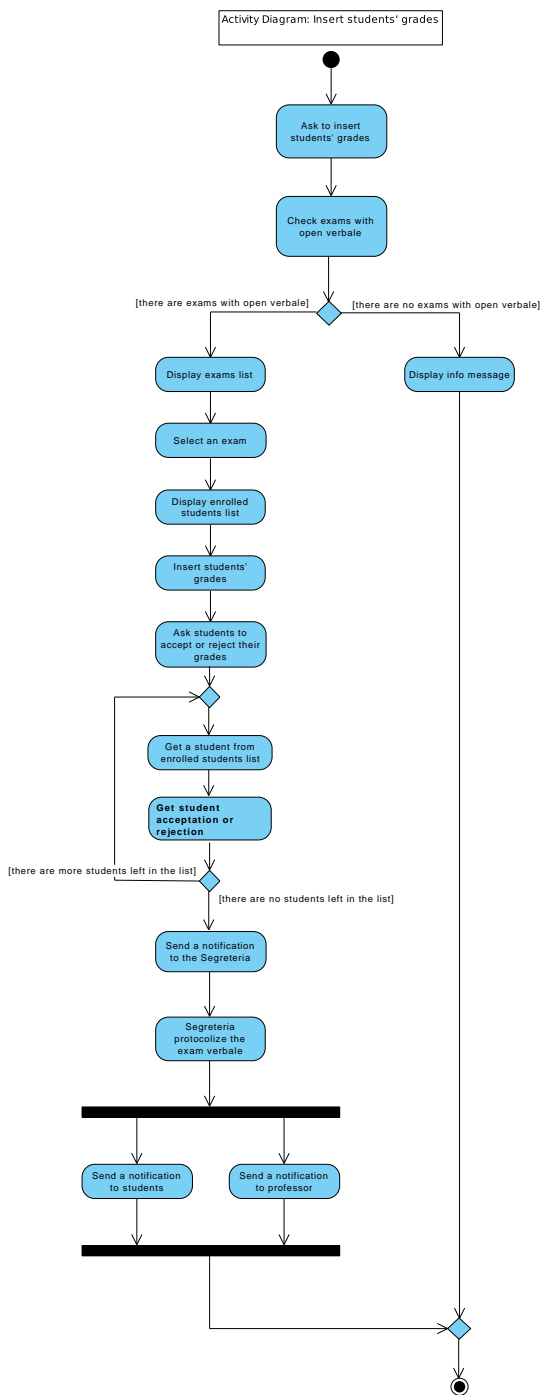 Activity Diagram: Insert students' grades
Ask to insert
students' grades
Check exams with
open verbale
[there are exams with open verbale]
[there are no exams with open verbale]
Display exams list
Display info message
Select an exam
Display enrolled
students list
Insert students'
grades
Ask students to
accept or reject their
grades
Get a student from
enrolled students list
Get student
acceptation or
rejection
[there are more students left in the list]
[there are no students left in the list]
Send a notification
to the Segreteria
Segreteria
protocolize the
exam verbale
Send a notification
to students
Send a notification
to professor